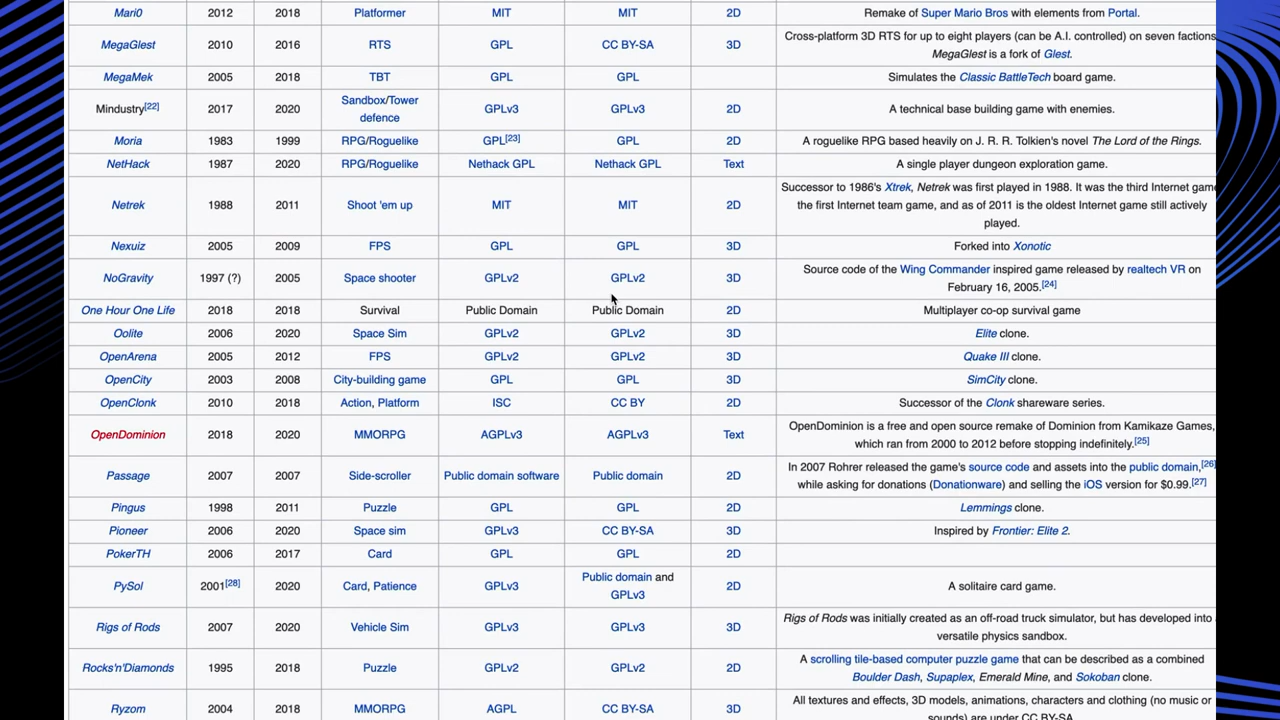 Mari0 2012 2018 Platformer MIT MIT 2D Remake of Super Mario Bros with elements from Portal.
MegaGlest 2010 2016 RTS GPL CC BY-SA 3D Cross-platform 3D RTS for up to eight players (can be A.I. controlled) on seven factions
MegaGlest is a fork of Glest.
MegaMek 2005 2018 TBT GPL GPL Simulates the Classic BattleTech board game.
Mindustry[22] 2017 2020 Sandbox/Tower
defence GPLv3 GPLv3 2D A technical base building game with enemies.
Moria 1983 1999 RPG/Roguelike GPL[23] GPL 2D A roguelike RPG based heavily on J. R. R. Tolkien's novel The Lord of the Rings.
NetHack 1987 2020 RPG/Roguelike Nethack GPL Nethack GPL Text A single player dungeon exploration game.
Netrek 1988 2011 Shoot 'em up MIT MIT 2D Successor to 1986's Xtrek, Netrek was first played in 1988. It was the third Internet game
the first Internet team game, and as of 2011 is the oldest Internet game still actively
played.
Nexuiz 2005 2009 FPS GPL GPL 3D Forked into Xonotic
NoGravity 1997 (?) 2005 Space shooter GPLv2 GPLv2 3D Source code of the Wing Commander inspired game released by realtech VR on
February 16, 2005.[24]
One Hour One Life 2018 2018 Survival Public Domain Public Domain 2D Multiplayer co-op survival game
Oolite 2006 2020 Space Sim GPLv2 GPLv2 3D Elite clone.
OpenArena 2005 2012 FPS GPLv2 GPLv2 3D Quake III clone.
OpenCity 2003 2008 City-building game GPL GPL 3D SimCity clone.
OpenClonk 2010 2018 Action, Platform ISC CC BY 2D Successor of the Clonk shareware series.
OpenDominion 2018 2020 MMORPG AGPLv3 AGPLv3 Text OpenDominion is a free and open source remake of Dominion from Kamikaze Games,
which ran from 2000 to 2012 before stopping indefinitely.[25]
Passage 2007 2007 Side-scroller Public domain software Public domain 2D In 2007 Rohrer released the game's source code and assets into the public domain,[26]
while asking for donations (Donationware) and selling the iOS version for $0.99.[27]
Pingus 1998 2011 Puzzle GPL GPL 2D Lemmings clone.
Pioneer 2006 2020 Space sim GPLv3 CC BY-SA 3D Inspired by Frontier: Elite 2.
PokerTH 2006 2017 Card GPL GPL 2D
PySol 2001[28] 2020 Card, Patience GPLv3 Public domain and
GPLv3 2D A solitaire card game.
Rigs of Rods 2007 2020 Vehicle Sim GPLv3 GPLv3 3D Rigs of Rods was initially created as an off-road truck simulator, but has developed into
versatile physics sandbox.
Rocks'n'Diamonds 1995 2018 Puzzle GPLv2 GPLv2 2D A scrolling tile-based computer puzzle game that can be described as a combined
Boulder Dash, Supaplex, Emerald Mine, and Sokoban clone.
Ryzom 2004 2018 MMORPG AGPL CC BY-SA 3D All textures and effects, 3D models, animations, characters and clothing (no music or
sounds) are under CC BY-SA